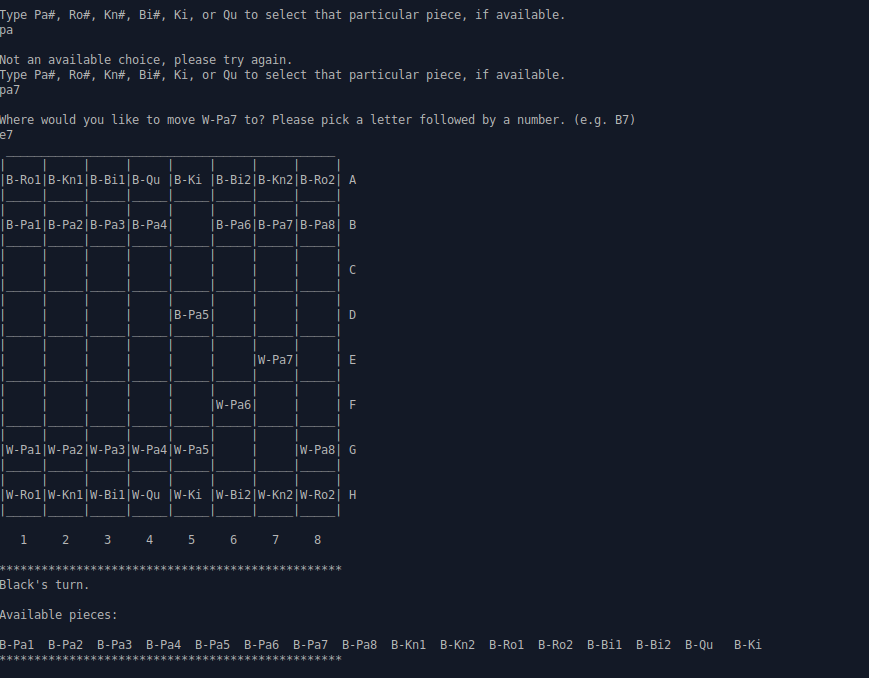 Type Pa#, Ro#, Kn#, Bi#, Ki, or Qu to select that particular piece, if available.
pa
Not an available choice, please try again.
Type Pa#, Ro#, Kn#, Bi#, Ki, or Qu to select that particular piece, if available.
pa7
Where would you like to move W-Pa7 to? Please pick a letter followed by a number. (e.g. B7)
e7
|B-Ro1|B-Kn1|B-Bi1|B-Qu |B-Ki |B-Bi2|B-Kn2|B-Ro2| A
|B-Pa1|B-Pa2|B-Pa3|B-Pa4|     |B-Pa6|B-Pa7|B-Pa8| B
|     |     |     |     |     |     |     |     | C
|     |     |     |     |B-Pa5|     |     |     | D
|     |     |     |     |     |     |W-Pa7|     | E
|     |     |     |     |     |W-Pa6|     |     | F
|W-Pa1|W-Pa2|W-Pa3|W-Pa4|W-Pa5|     |     |W-Pa8| G
|W-Ro1|W-Kn1|W-Bi1|W-Qu |W-Ki |W-Bi2|W-Kn2|W-Ro2| H
1 2 3 4 5 6 7 8
*************************************************
Black's turn.
Available pieces:
B-Pa1  B-Pa2  B-Pa3  B-Pa4  B-Pa5  B-Pa6  B-Pa7  B-Pa8  B-Kn1  B-Kn2  B-Ro1  B-Ro2  B-Bi1  B-Bi2  B-Qu   B-Ki
*************************************************